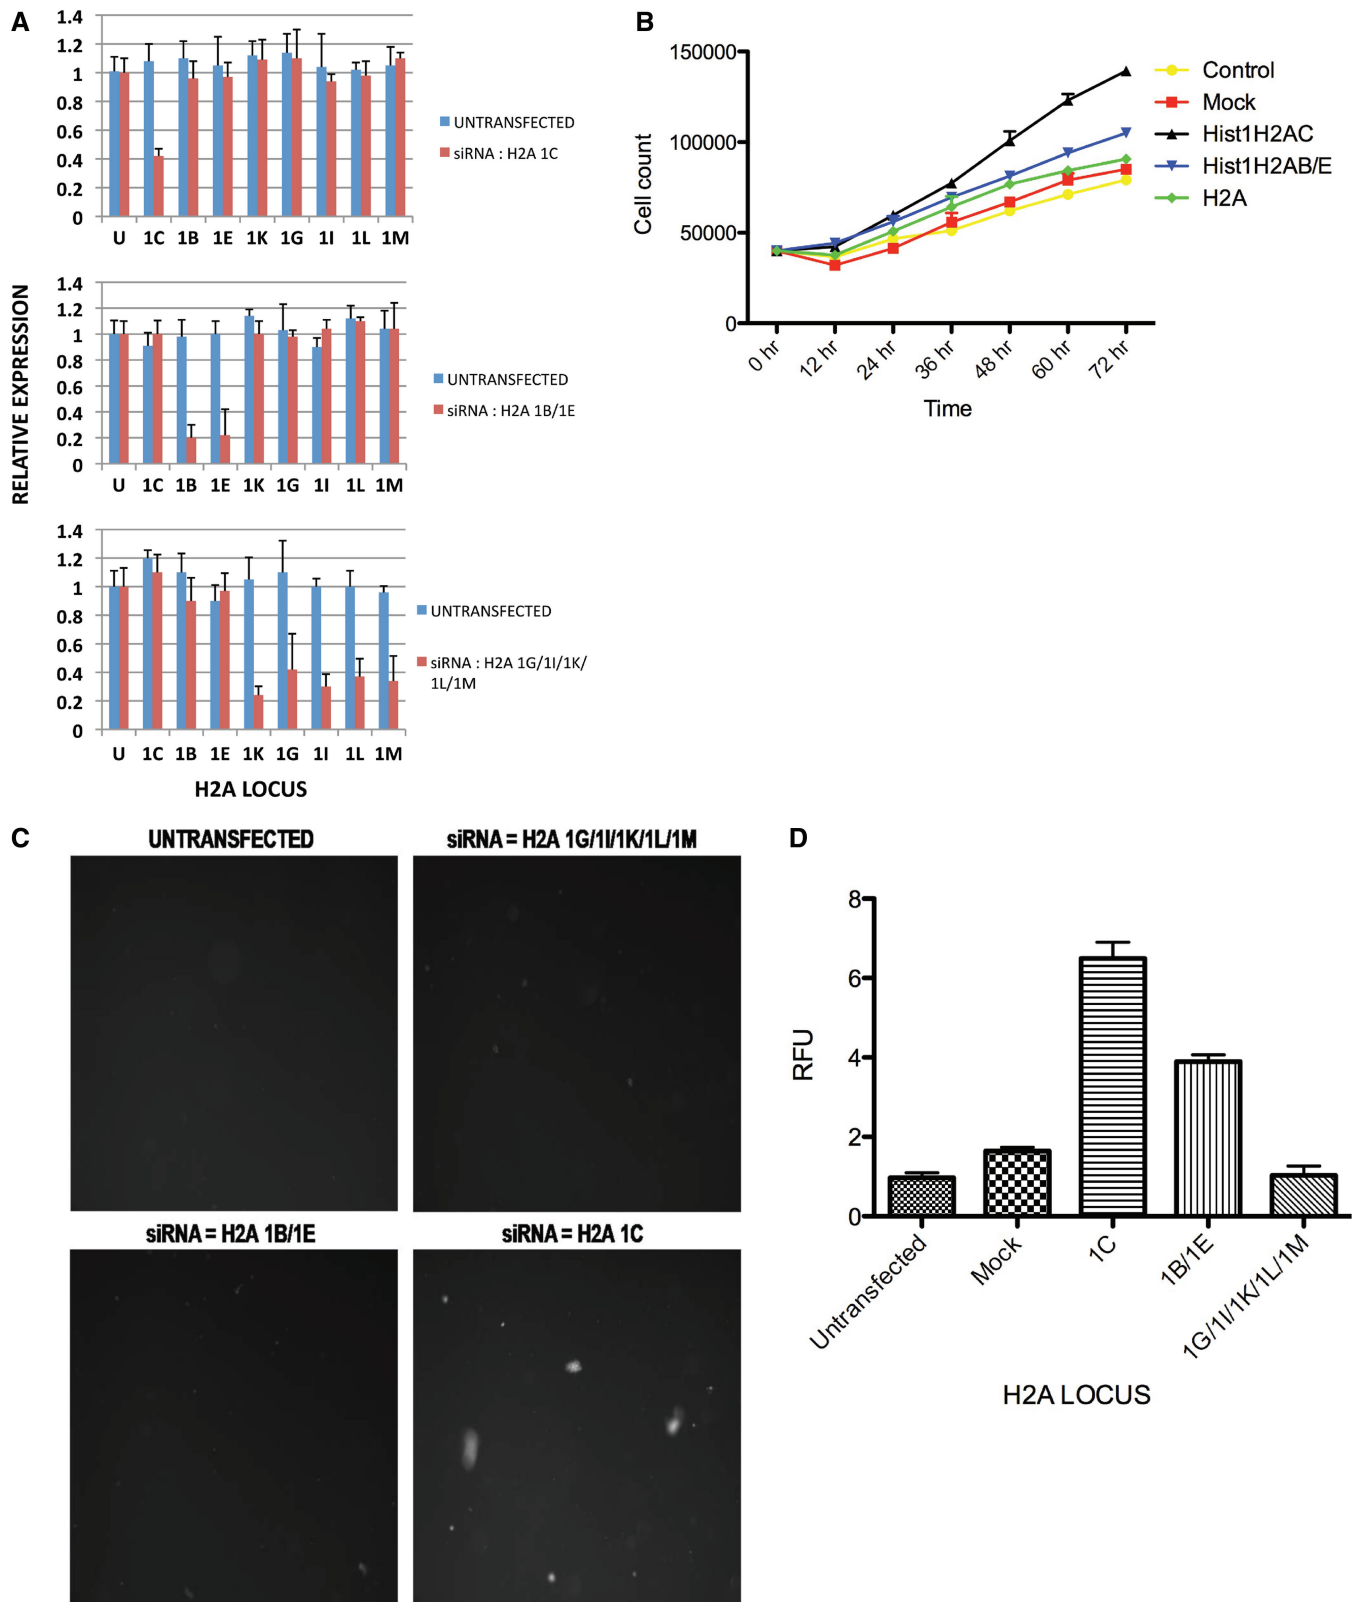 A
1.4
1.2
1
0.8
0.6
0.4
0.2
0
U 1C 1B 1E 1K 1G 1I 1L 1M
UNTRANSFECTED
siRNA : H2A 1C
1.4
1.2
1
0.8
0.6
0.4
0.2
0
U 1C 1B 1E 1K 1G 1I 1L 1M
UNTRANSFECTED
siRNA : H2A 1B/1E
1.4
1.2
1
0.8
0.6
0.4
0.2
0
U 1C 1B 1E 1K 1G 1I 1L 1M
UNTRANSFECTED
siRNA : H2A 1G/1I/1K/
1L/1M
RELATIVE EXPRESSION
H2A LOCUS
B
150000
100000
50000
0
Cell count
0 hr 12 hr 24 hr 36 hr 48 hr 60 hr 72 hr
Time
Control
Mock
Hist1H2AC
Hist1H2AB/E
H2A
C
UNTRANSFECTED
siRNA = H2A 1G/1I/1K/1L/1M
siRNA = H2A 1B/1E
siRNA = H2A 1C
D
8
6
4
2
0
RFU
Untransfected
Mock
1C
1B/1E
1G/1I/1K/1L/1M
H2A LOCUS